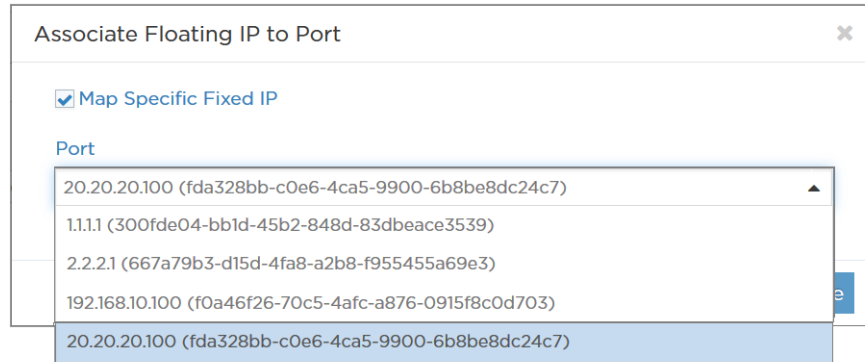 Associate Floating IP to Port
Map Specific Fixed IP
Port
20.20.20.100 (fda328bb-c0e6-4ca5-9900-6b8be8dc24c7)
1.1.1.1 (300fde04-bb1d-45b2-848d-83dbeace3539)
2.2.2.1 (667a79b3-d15d-4fa8-a2b8-f955455a69e3)
192.168.10.100 (f0a46f26-70c5-4afc-a876-0915f8c0d703)
20.20.20.100 (fda328bb-c0e6-4ca5-9900-6b8be8dc24c7)